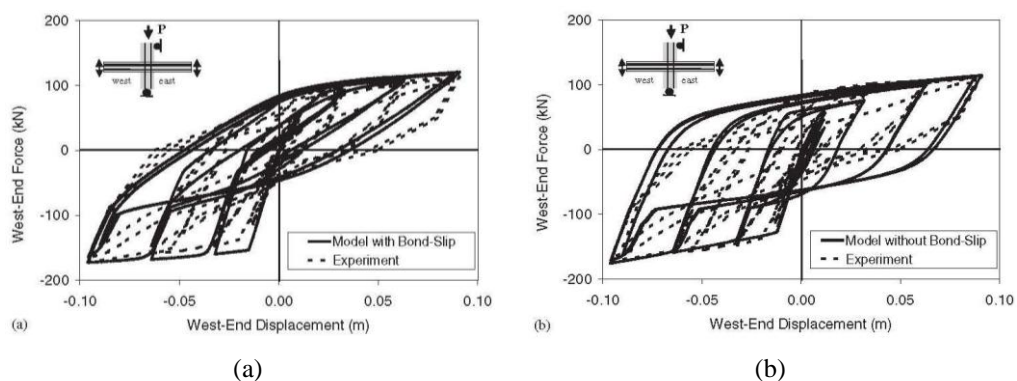 P
west east
200
100
0
-100
-200
West-End Force (kN)
Model with Bond-Slip
Experiment
-0.10 -0.05 0.00 0.05 0.10
West-End Displacement (m)
(a)
(a)
P
west east
200
100
0
-100
-200
West-End Force (kN)
Model without Bond-Slip
Experiment
-0.10 -0.05 0.00 0.05 0.10
West-End Displacement (m)
(b)
(b)